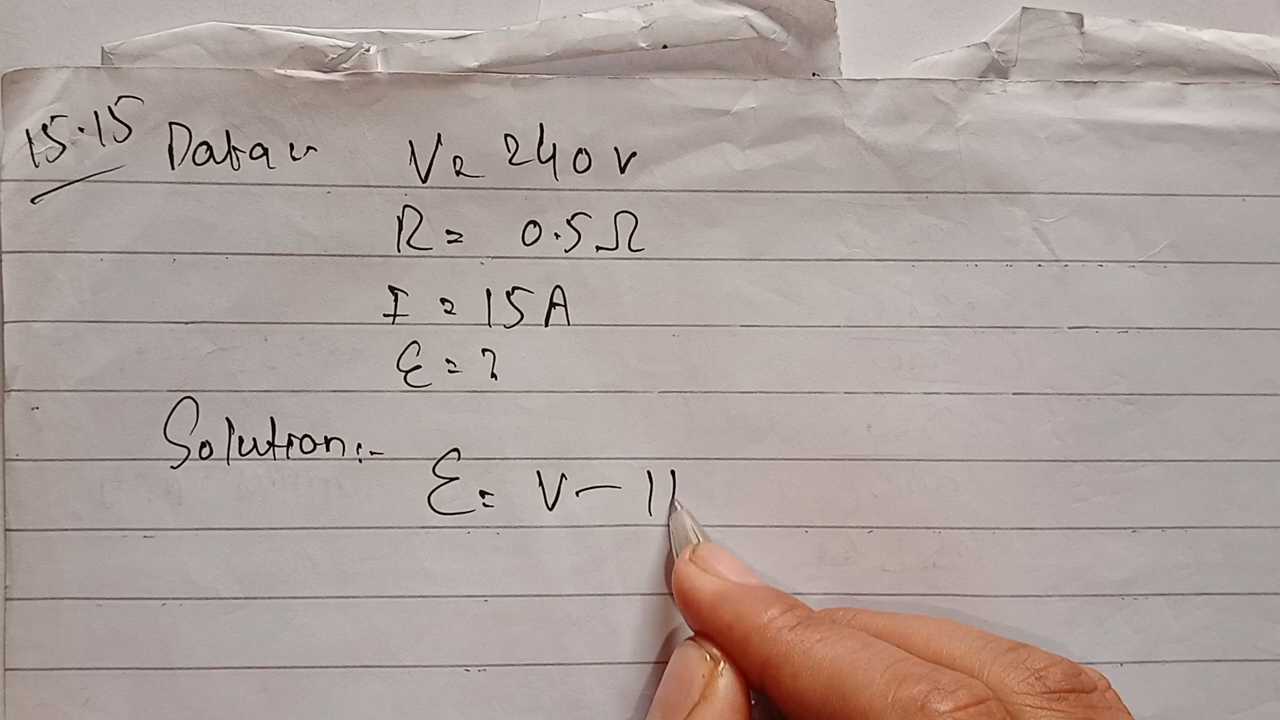 15.15 Data:- V = 240 V
R = 0.5 Ω
I = 15 A
Ɛ = ?
Solution:-
Ɛ = V - I